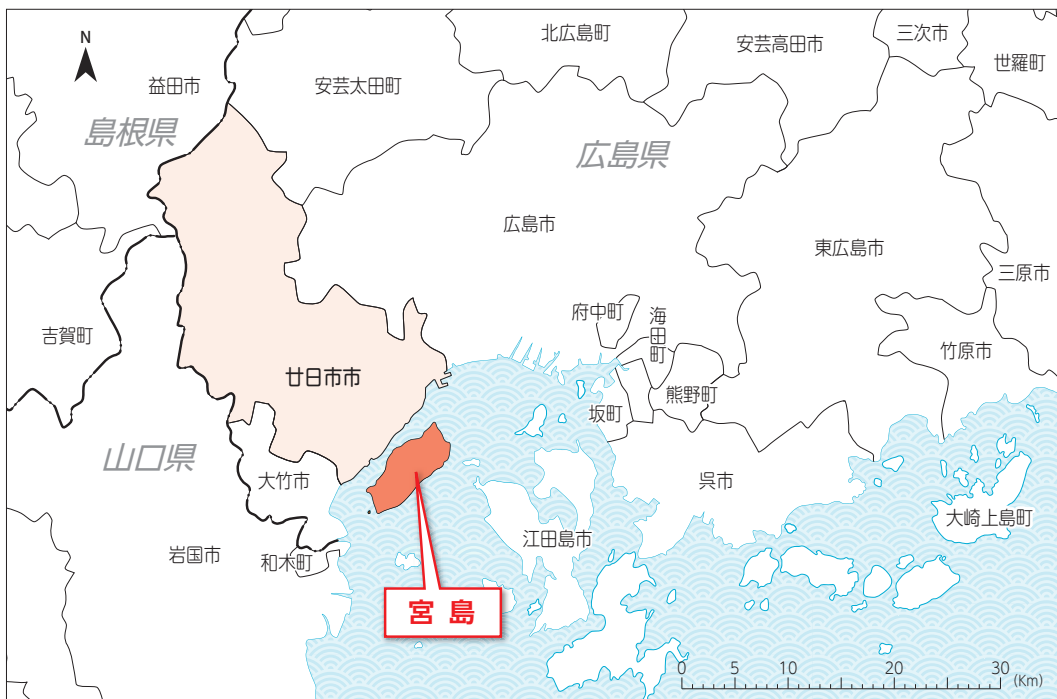 N
北広島町
安芸高田市
三次市
世羅町
益田市
安芸太田町
島根県
広島県
広島市
東広島市
三原市
府中町
海田町
吉賀町
竹原市
廿日市市
熊野町
坂町
山口県
大竹市
呉市
大崎上島町
江田島市
岩国市
和木町
宮島
0 5 10 20 30 (Km)